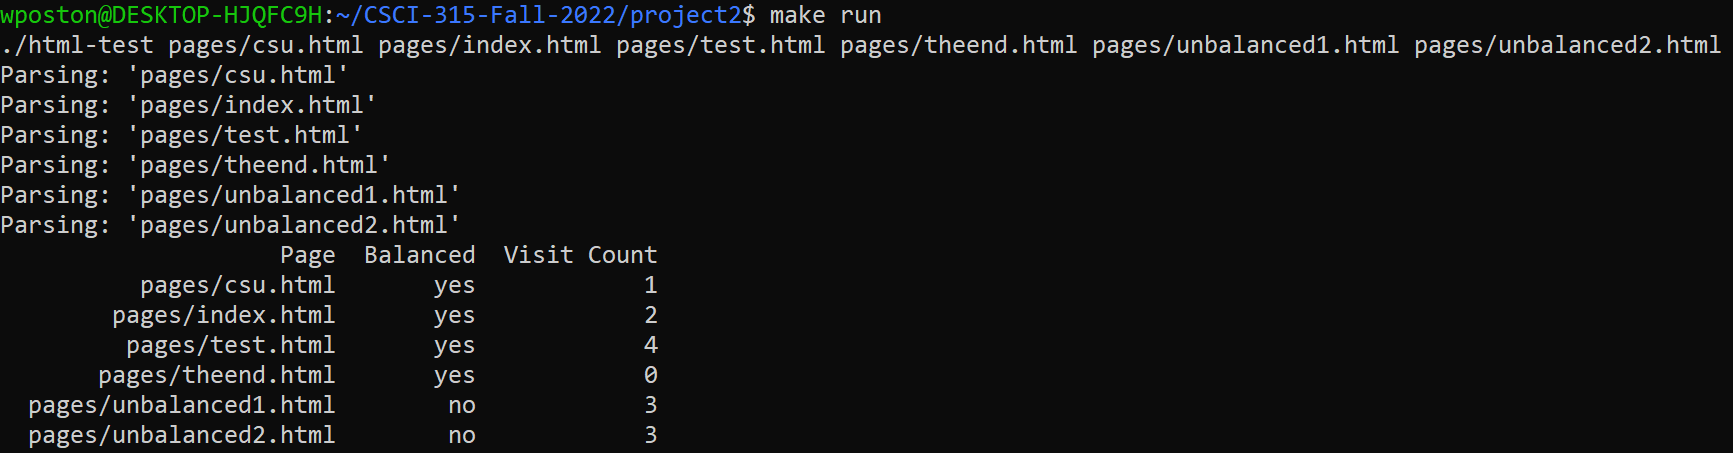 wposton@DESKTOP-HJQFC9H:~/CSCI-315-Fall-2022/project2$ make run
./html-test pages/csu.html pages/index.html pages/test.html pages/theend.html pages/unbalanced1.html pages/unbalanced2.html
Parsing: 'pages/csu.html'
Parsing: 'pages/index.html'
Parsing: 'pages/test.html'
Parsing: 'pages/theend.html'
Parsing: 'pages/unbalanced1.html'
Parsing: 'pages/unbalanced2.html'
                    Page  Balanced  Visit Count
          pages/csu.html       yes            1
        pages/index.html       yes            2
         pages/test.html       yes            4
       pages/theend.html       yes            0
  pages/unbalanced1.html        no            3
  pages/unbalanced2.html        no            3